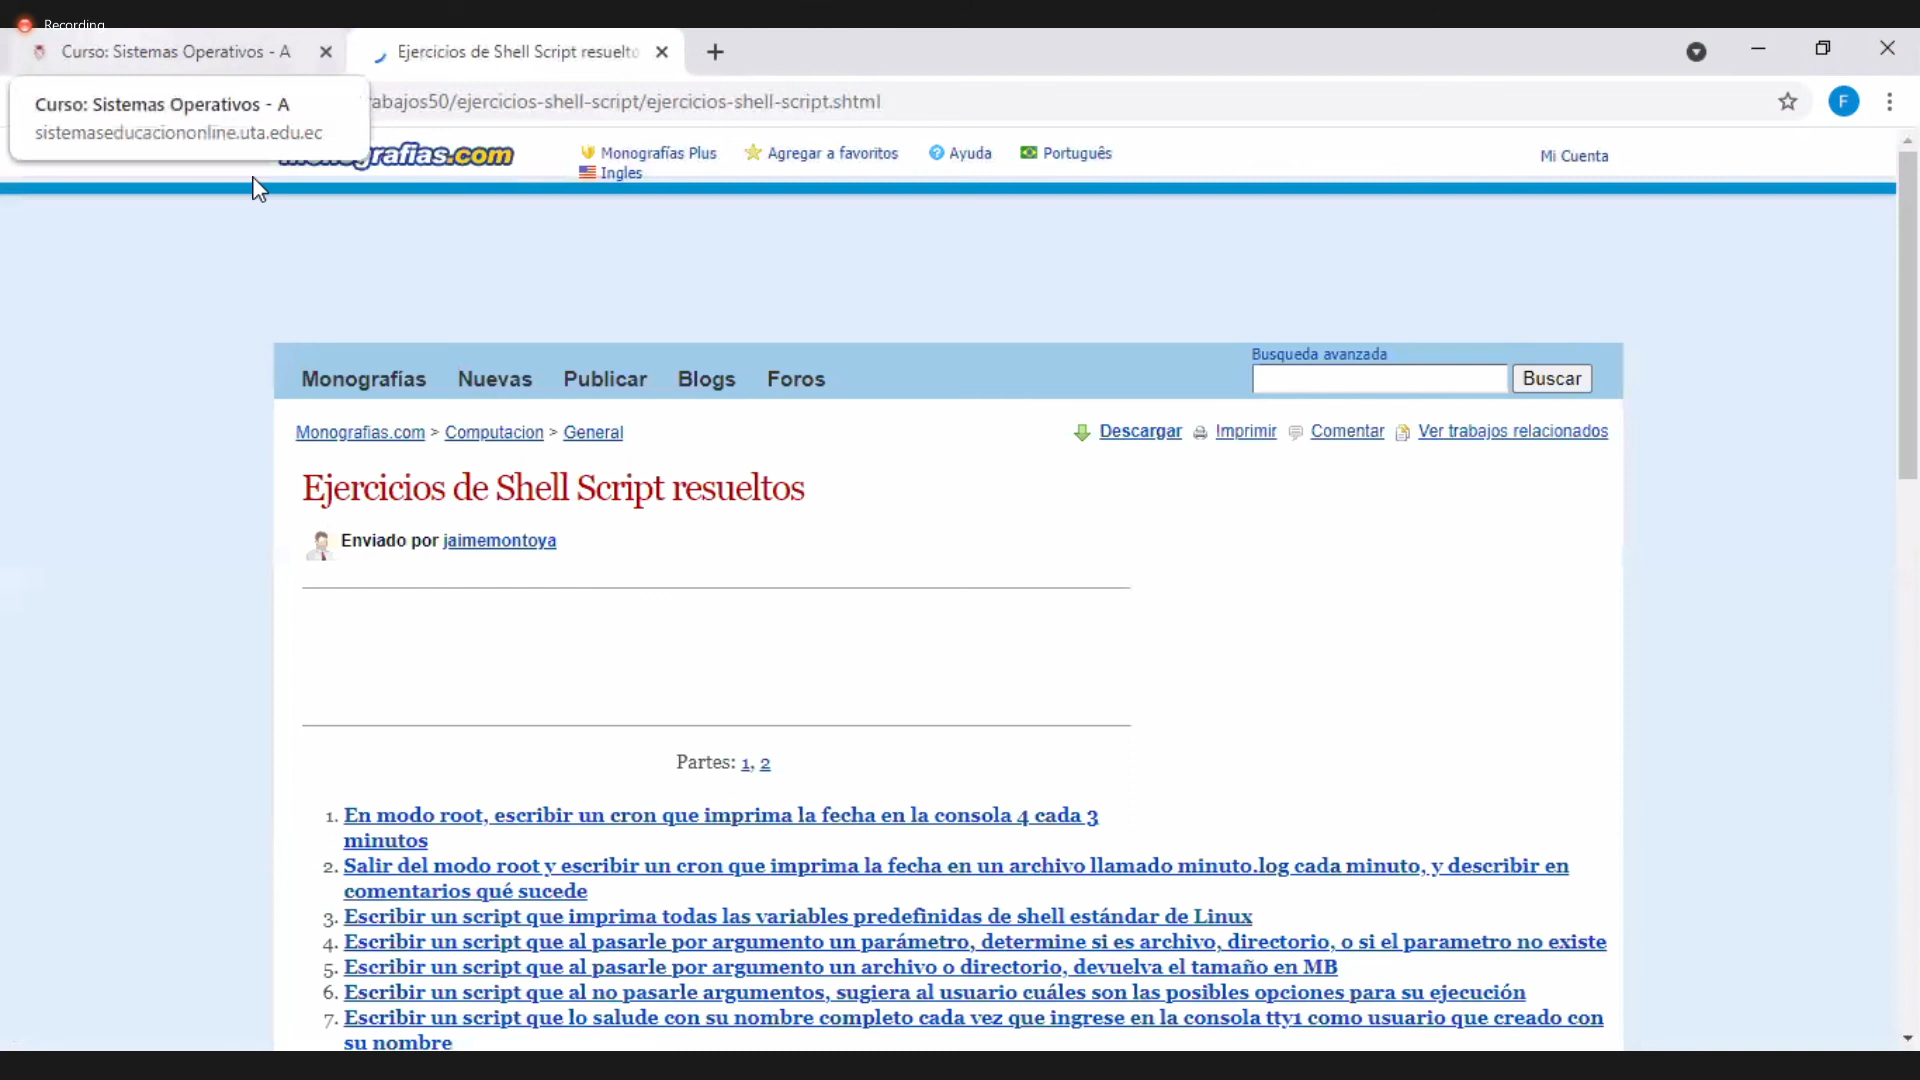 Recording
Curso: Sistemas Operativos - A
Ejercicios de Shell Script resuelto
Curso: Sistemas Operativos - A
sistemaseducaciononline.uta.edu.ec
rabajos50/ejercicios-shell-script/ejercicios-shell-script.shtml
F
monografias.com
Monografías Plus
Agregar a favoritos
Ayuda
Português
Ingles
Mi Cuenta
Busqueda avanzada
Monografías Nuevas Publicar Blogs Foros
Buscar
Monografias.com > Computacion > General
Descargar Imprimir Comentar Ver trabajos relacionados
Ejercicios de Shell Script resueltos
Enviado por jaimemontoya
Partes: 1, 2
1. En modo root, escribir un cron que imprima la fecha en la consola 4 cada 3
minutos
2. Salir del modo root y escribir un cron que imprima la fecha en un archivo llamado minuto.log cada minuto, y describir en
comentarios qué sucede
3. Escribir un script que imprima todas las variables predefinidas de shell estándar de Linux
4. Escribir un script que al pasarle por argumento un parámetro, determine si es archivo, directorio, o si el parametro no existe
5. Escribir un script que al pasarle por argumento un archivo o directorio, devuelva el tamaño en MB
6. Escribir un script que al no pasarle argumentos, sugiera al usuario cuáles son las posibles opciones para su ejecución
7. Escribir un script que lo salude con su nombre completo cada vez que ingrese en la consola tty1 como usuario que creado con
su nombre